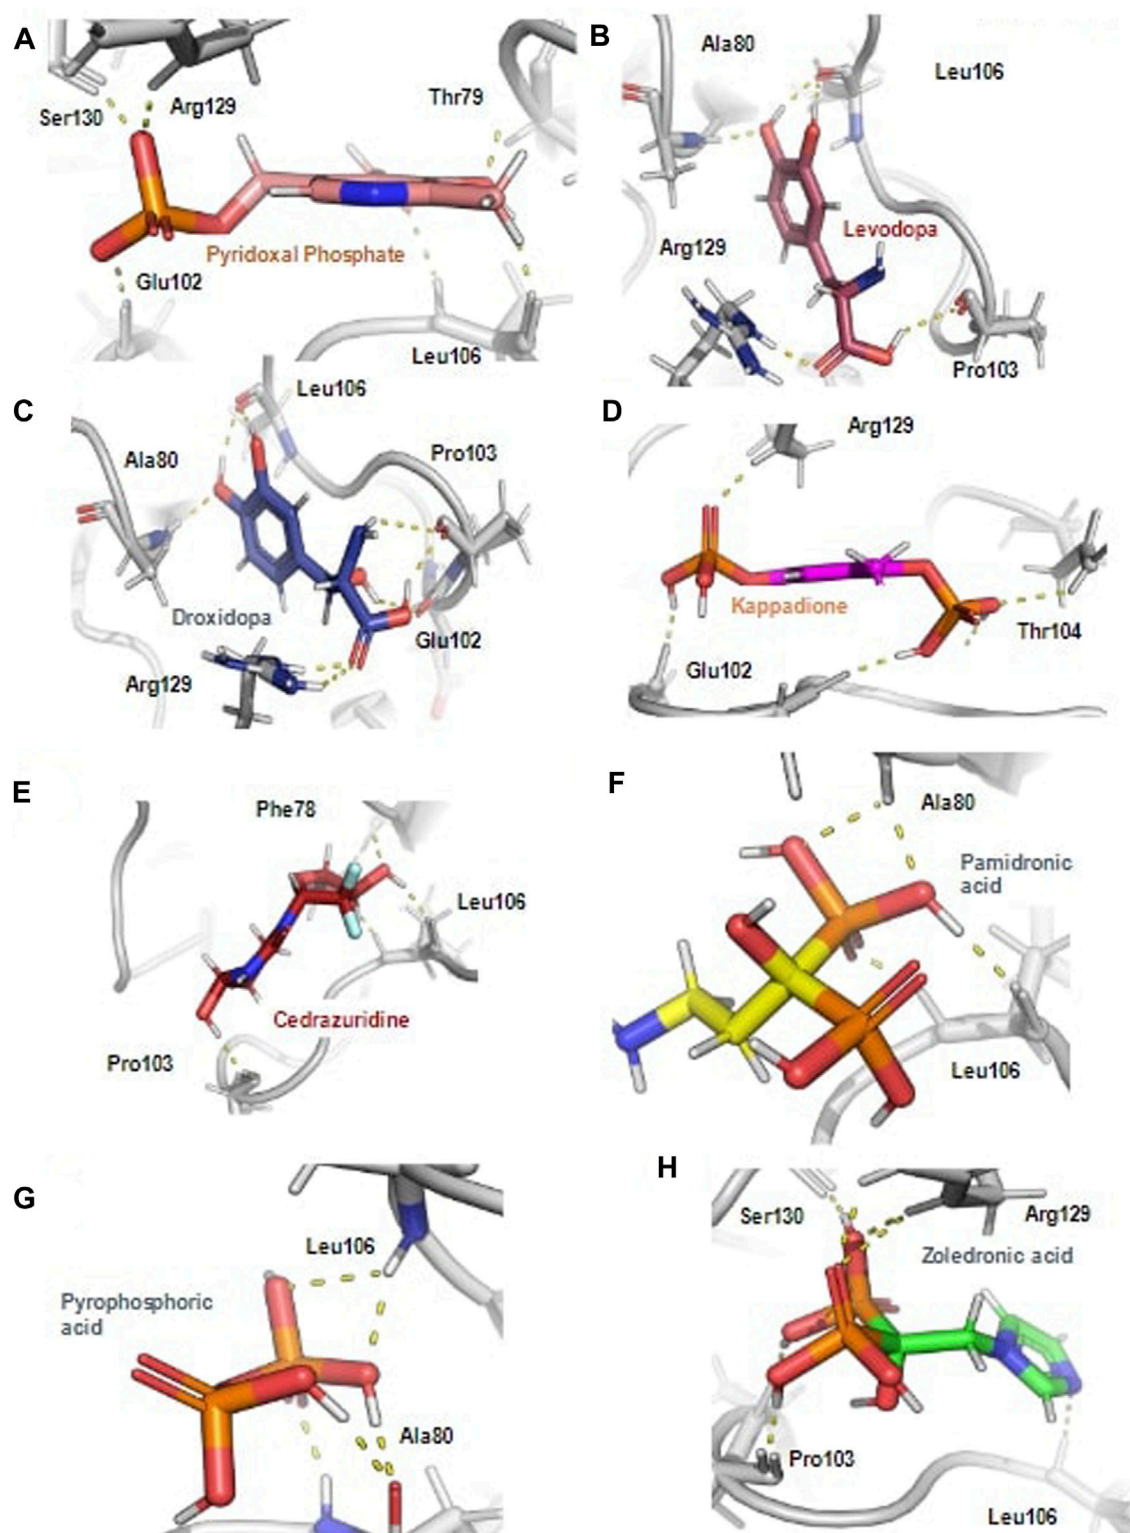 A
Ser130
Arg129
Thr79
Pyridoxal Phosphate
Glu102
Leu106
B
Ala80
Leu106
Arg129
Levodopa
Pro103
C
Leu106
Ala80
Pro103
Droxidopa
Glu102
Arg129
D
Arg129
Kappadione
Thr104
Glu102
E
Phe78
Leu106
Cedrazuridine
Pro103
F
Ala80
Pamidronic
acid
Leu106
G
Leu106
Pyrophosphoric
acid
Ala80
H
Ser130
Arg129
Zoledronic acid
Pro103
Leu106